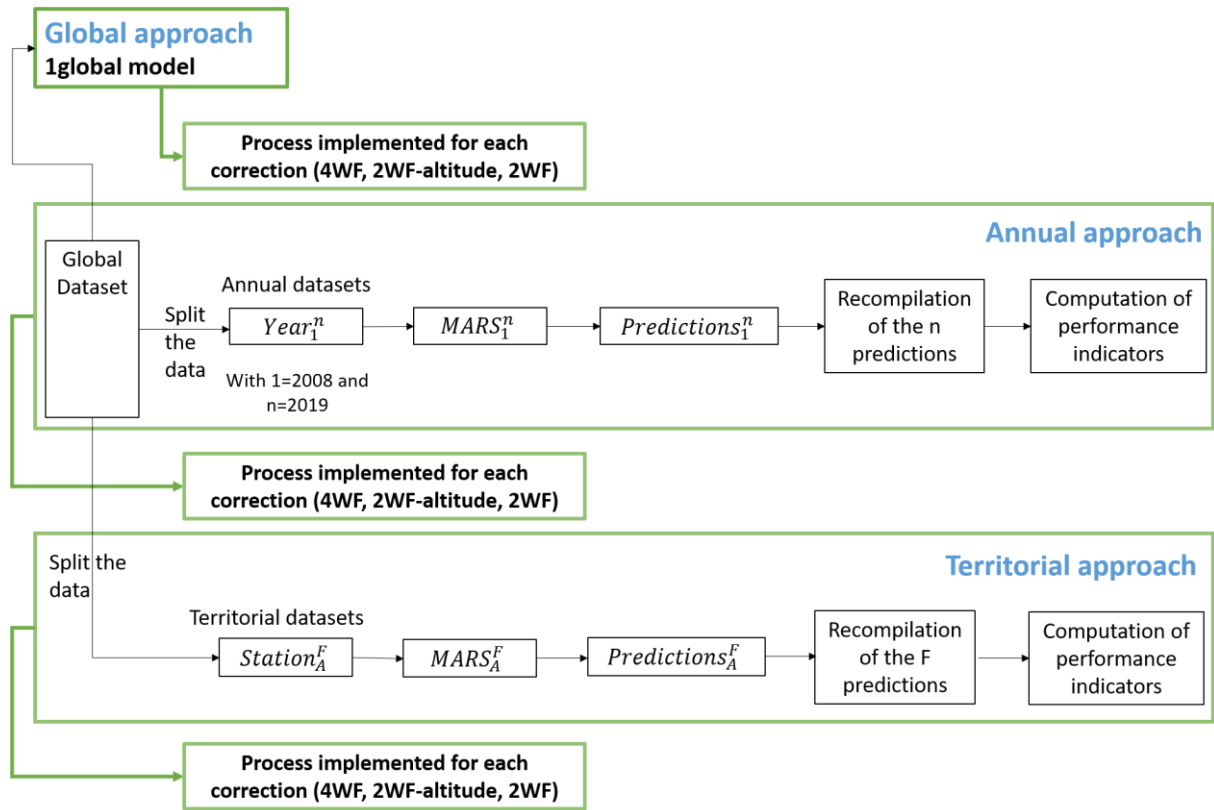 Global approach
1global model
Process implemented for each
correction (4WF, 2WF-altitude, 2WF)
Annual approach
Global
Dataset
Split
the
data
Annual datasets
$Year_1^n$
With 1=2008 and
n=2019
$MARS_1^n$
$Predictions_1^n$
Recompilation
of the n
predictions
Computation of
performance
indicators
Process implemented for each
correction (4WF, 2WF-altitude, 2WF)
Territorial approach
Split the
data
Territorial datasets
$Station_A^F$
$MARS_A^F$
$Predictions_A^F$
Recompilation
of the F
predictions
Computation of
performance
indicators
Process implemented for each
correction (4WF, 2WF-altitude, 2WF)